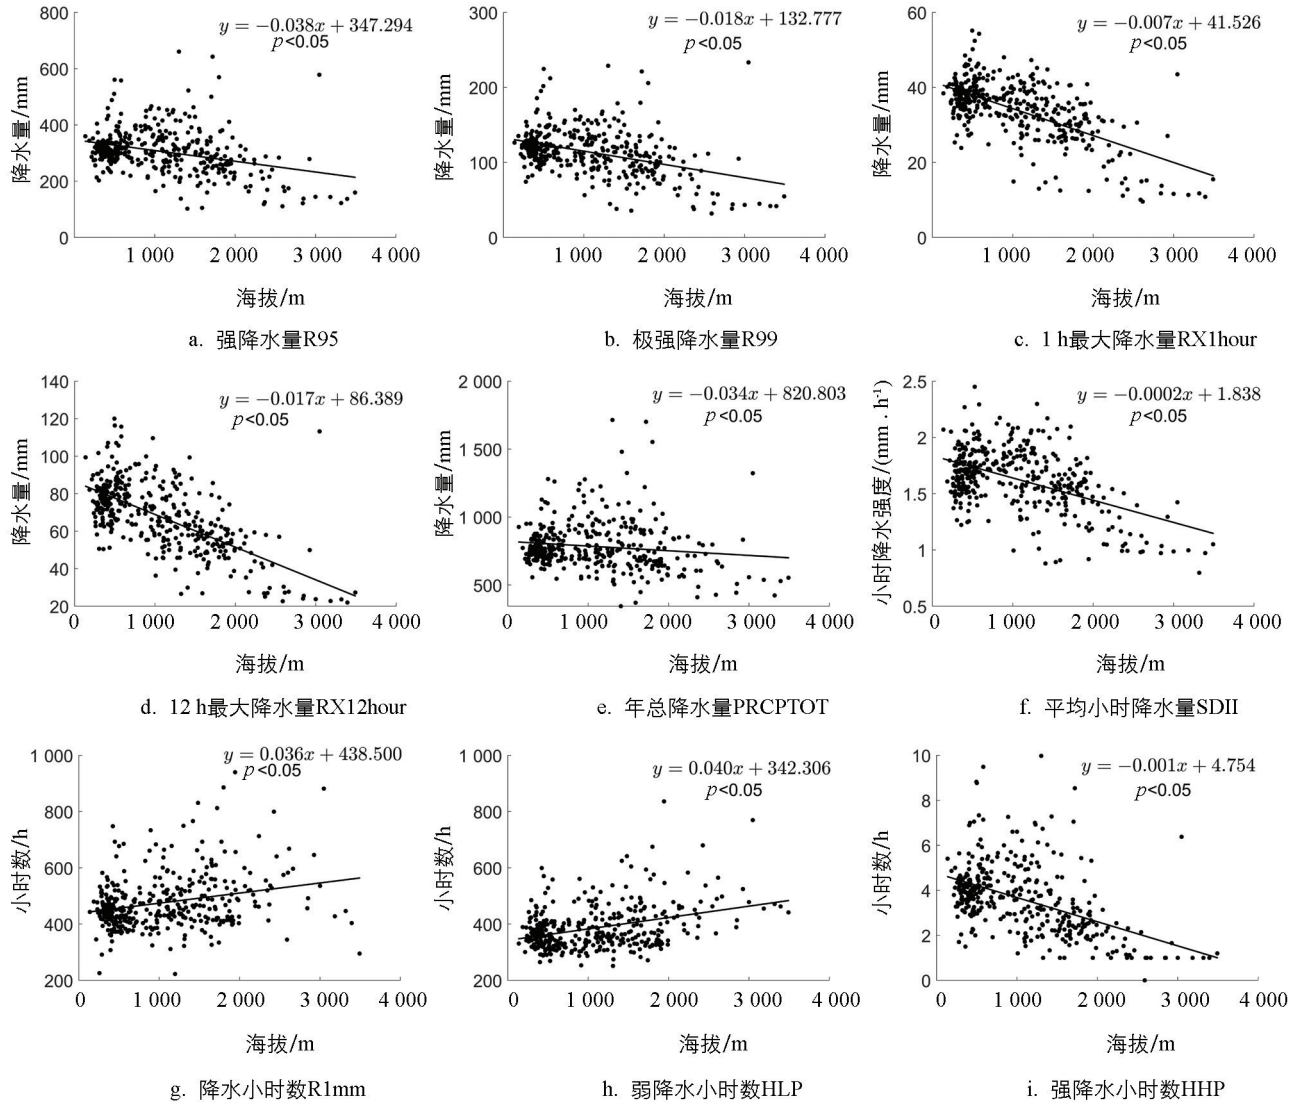 y = −0.038x + 347.294
p<0.05
800
600
400
200
0
降水量/mm
1 000 2 000 3 000 4 000
海拔/m
a. 强降水量R95
y = −0.018x + 132.777
p<0.05
300
200
100
0
降水量/mm
1 000 2 000 3 000 4 000
海拔/m
b. 极强降水量R99
y = −0.007x + 41.526
p<0.05
60
40
20
0
降水量/mm
1 000 2 000 3 000 4 000
海拔/m
c. 1 h最大降水量RX1hour
y = −0.017x + 86.389
p<0.05
140
120
100
80
60
40
20
降水量/mm
0 1 000 2 000 3 000 4 000
海拔/m
d. 12 h最大降水量RX12hour
y = −0.034x + 820.803
p<0.05
2 000
1 500
1 000
500
降水量/mm
0 1 000 2 000 3 000 4 000
海拔/m
e. 年总降水量PRCPTOT
y = −0.0002x + 1.838
p<0.05
2.5
2
1.5
1
0.5
小时降水强度/(mm . h⁻¹)
0 1 000 2 000 3 000 4 000
海拔/m
f. 平均小时降水量SDII
y = 0.036x + 438.500
p<0.05
1 000
800
600
400
200
小时数/h
0 1 000 2 000 3 000 4 000
海拔/m
g. 降水小时数R1mm
y = 0.040x + 342.306
p<0.05
1 000
800
600
400
200
小时数/h
0 1 000 2 000 3 000 4 000
海拔/m
h. 弱降水小时数HLP
y = −0.001x + 4.754
p<0.05
10
8
6
4
2
0
小时数/h
0 1 000 2 000 3 000 4 000
海拔/m
i. 强降水小时数HHP